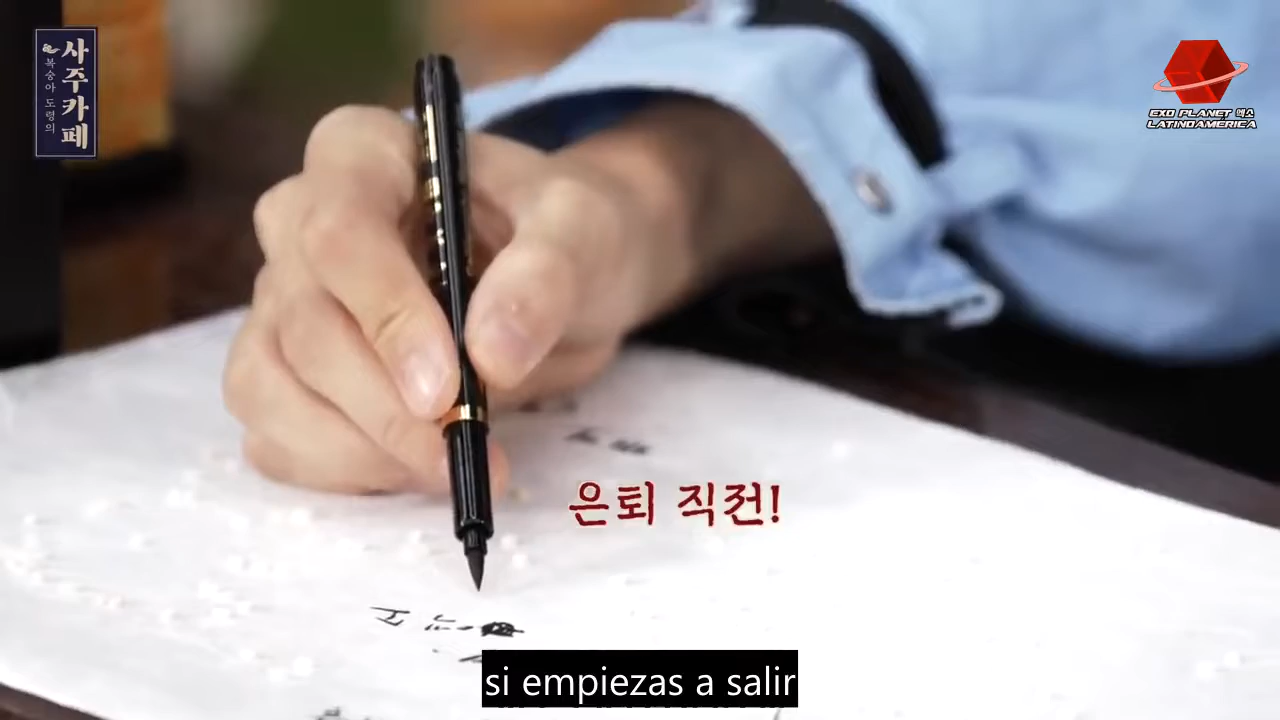 사주카페
복숭아 도령의
EXO PLANET 엑소
LATINOAMERICA
은퇴 직전!
si empiezas a salir